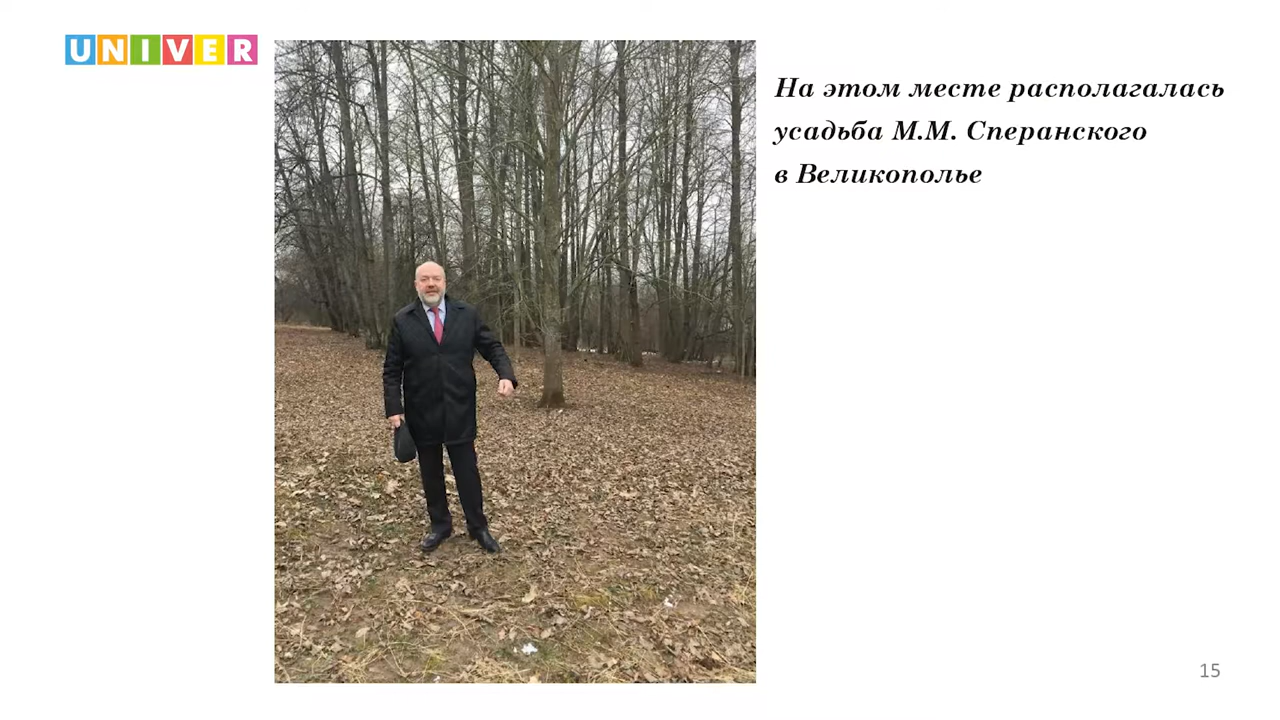 UNIVER
На этом месте располагалась
усадьба М.М. Сперанского
в Великополье
15